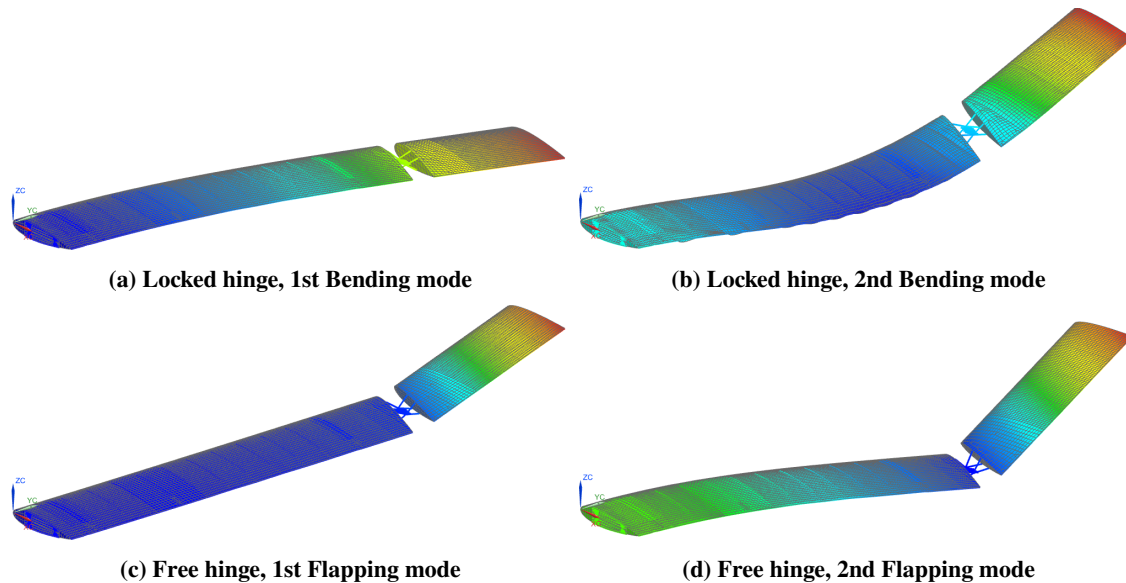 ZC
YC
X
ZC
YC
X
(a) Locked hinge, 1st Bending mode
(b) Locked hinge, 2nd Bending mode
ZC
YC
X
ZC
YC
X
(c) Free hinge, 1st Flapping mode
(d) Free hinge, 2nd Flapping mode